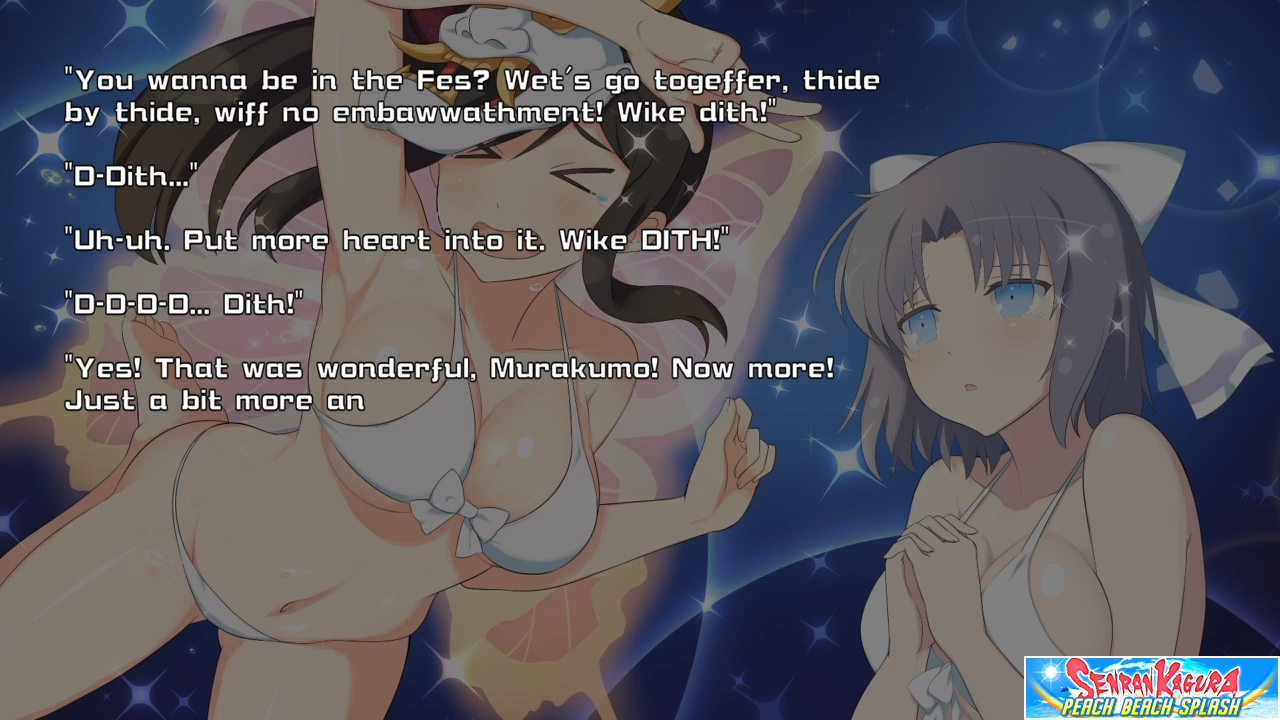 "You wanna be in the Fes? Wet's go togeffer, thide
by thide, wiff no embawwathment! Wike dith!"
"D-Dith..."
"Uh-uh. Put more heart into it. Wike DITH!"
"D-D-D-D... Dith!"
"Yes! That was wonderful, Murakumo! Now more!
Just a bit more an
SENRAN KAGURA
PEACH BEACH SPLASH